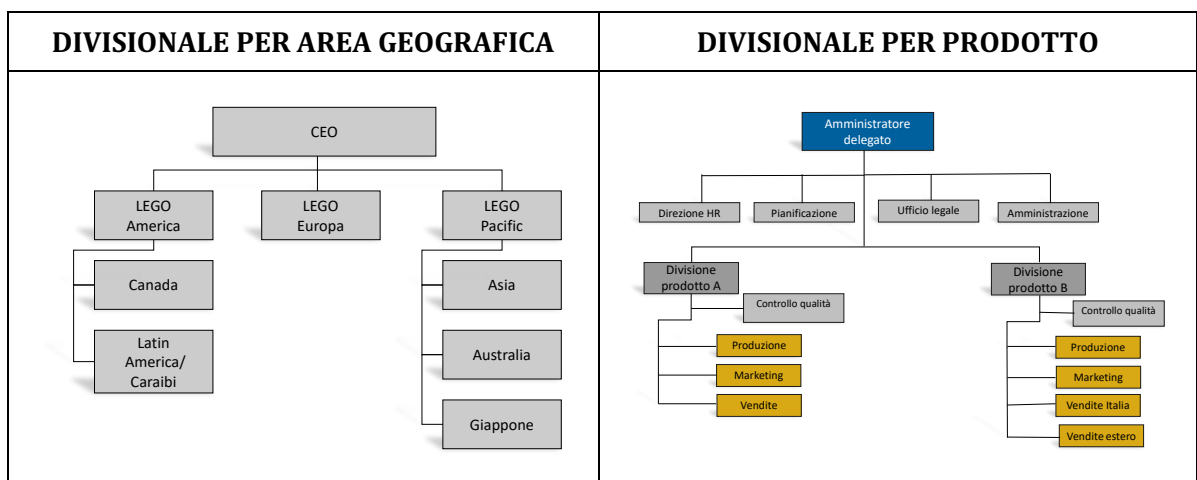 DIVISIONALE PER AREA GEOGRAFICA
CEO
LEGO
America
LEGO
Europa
LEGO
Pacific
Canada
Asia
Latin
America/
Caraibi
Australia
Giappone
DIVISIONALE PER PRODOTTO
Amministratore
delegato
Direzione HR
Pianificazione
Ufficio legale
Amministrazione
Divisione
prodotto A
Controllo qualità
Produzione
Marketing
Vendite
Divisione
prodotto B
Controllo qualità
Produzione
Marketing
Vendite Italia
Vendite estero